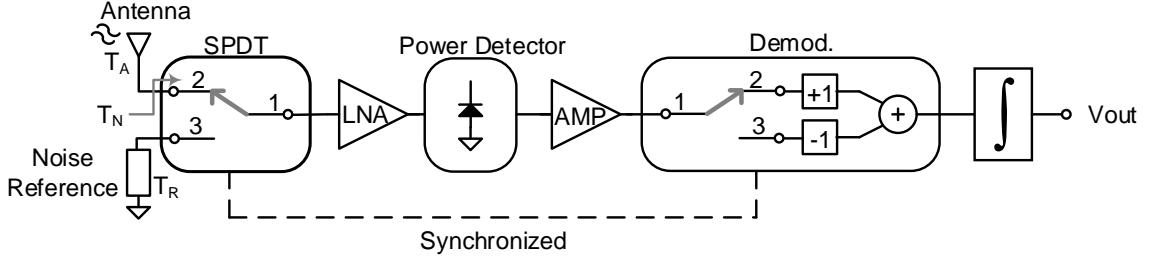 Antenna
T_A
T_N
SPDT
2
1
3
Noise
Reference
T_R
LNA
Power Detector
AMP
Demod.
1
2
3
+1
-1
+
∫
Vout
Synchronized